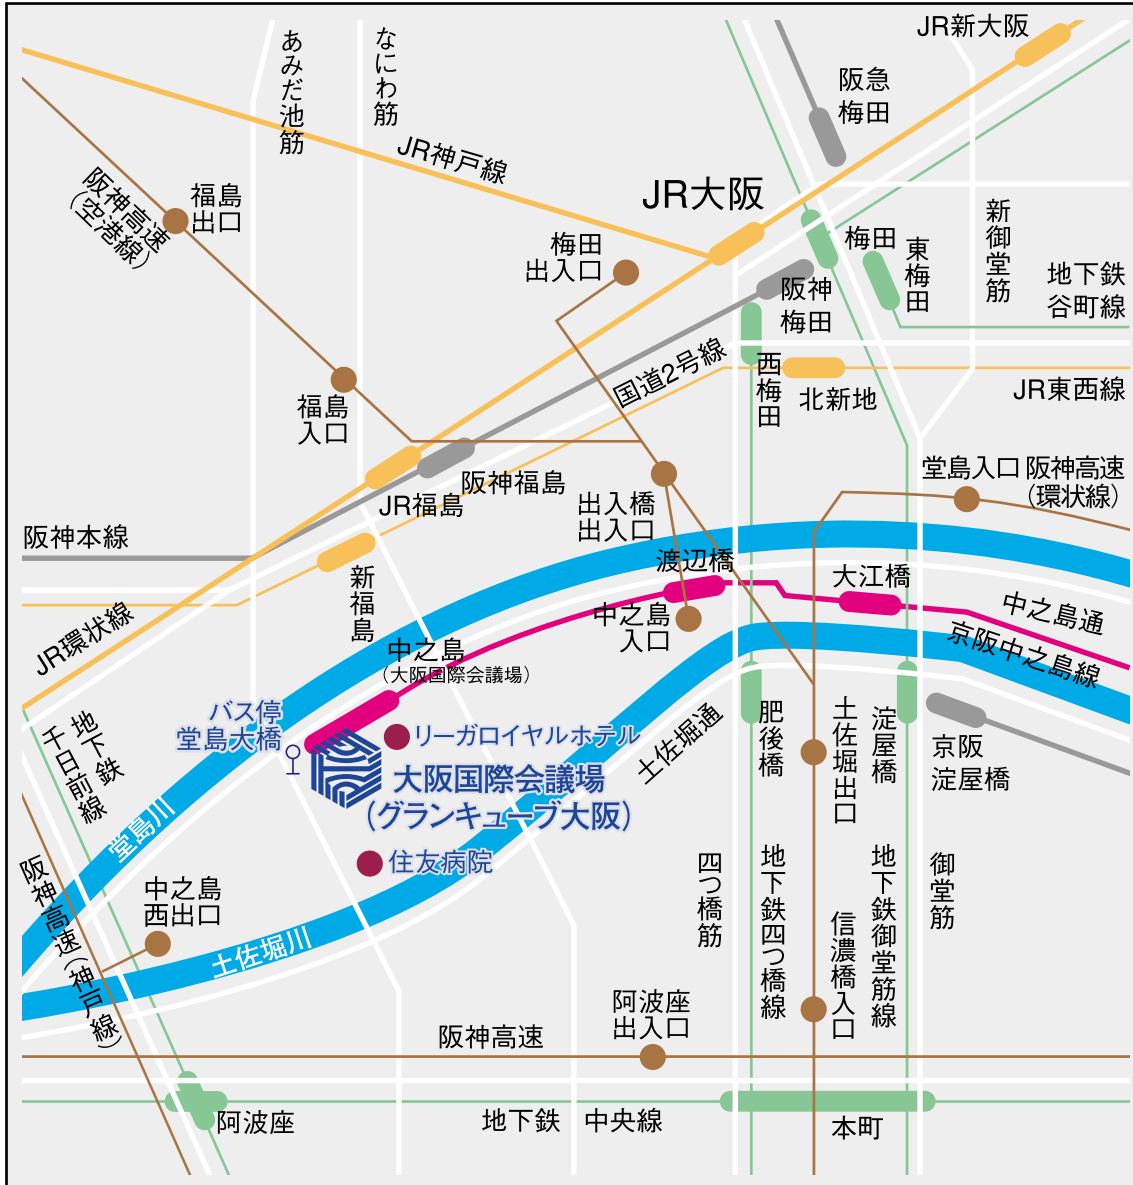 JR新大阪
あみだ池筋
なにわ筋
阪急
梅田
JR神戸線
阪神高速
（空港線）
福島
出口
JR大阪
新御堂筋
梅田
出入口
梅田
東梅田
地下鉄
谷町線
阪神
梅田
国道2号線
西梅田
北新地
JR東西線
福島
入口
阪神福島
JR福島
出入橋
出入口
堂島入口
阪神高速
（環状線）
阪神本線
新福島
渡辺橋
大江橋
中之島
入口
中之島通
京阪中之島線
JR環状線
中之島
（大阪国際会議場）
バス停
堂島大橋
リーガロイヤルホテル
大阪国際会議場
（グランキューブ大阪）
住友病院
地下鉄
千日前線
土佐堀通
肥後橋
土佐堀出口
淀屋橋
京阪
淀屋橋
堂島川
土佐堀川
阪神高速（神戸線）
中之島
西出口
四つ橋筋
地下鉄四つ橋線
信濃橋入口
地下鉄御堂筋線
御堂筋
阿波座
出入口
阪神高速
阿波座
地下鉄
中央線
本町